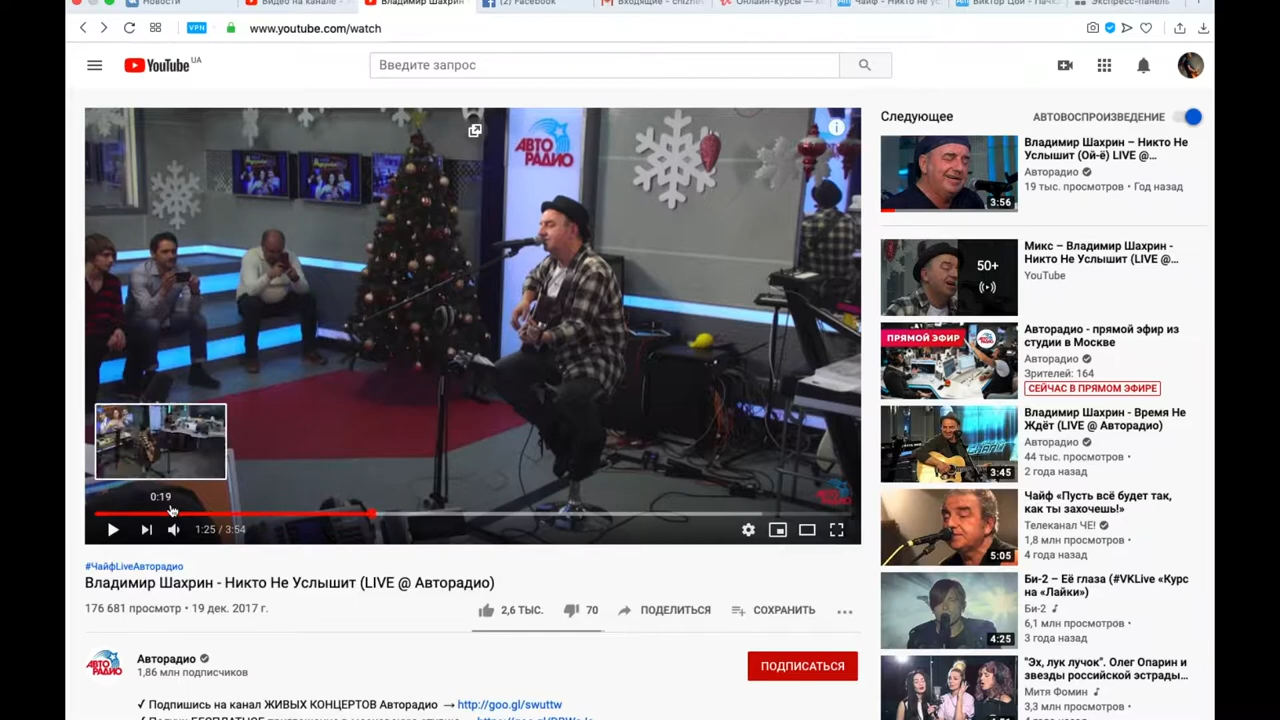 Новости
Видео на канале -
Владимир Шахрин
(2) Facebook
Входящие - chizhev
Онлайн-курсы —
Чайф - Никто не ус
Виктор Цой - Пачк
Экспресс-панель
VPN
www.youtube.com/watch
YouTube UA
Введите запрос
АВТО
РАДИО
0:19
1:25 / 3:54
#ЧайфLiveАвторадио
Владимир Шахрин - Никто Не Услышит (LIVE @ Авторадио)
176 681 просмотр • 19 дек. 2017 г.
2,6 ТЫС.
70
ПОДЕЛИТЬСЯ
СОХРАНИТЬ
АВТО
РАДИО
Авторадио
1,86 млн подписчиков
ПОДПИСАТЬСЯ
✓ Подпишись на канал ЖИВЫХ КОНЦЕРТОВ Авторадио → http://goo.gl/swuttw
Следующее
АВТОВОСПРОИЗВЕДЕНИЕ
3:56
Владимир Шахрин – Никто Не
Услышит (Ой-ё) LIVE @...
Авторадио
19 тыс. просмотров • Год назад
50+
Микс – Владимир Шахрин -
Никто Не Услышит (LIVE @...
YouTube
ПРЯМОЙ ЭФИР
Авторадио - прямой эфир из
студии в Москве
Авторадио
Зрителей: 164
СЕЙЧАС В ПРЯМОМ ЭФИРЕ
3:45
Владимир Шахрин - Время Не
Ждёт (LIVE @ Авторадио)
Авторадио
44 тыс. просмотров •
2 года назад
5:05
Чайф «Пусть всё будет так,
как ты захочешь!»
Телеканал ЧЕ!
1,8 млн просмотров •
4 года назад
4:25
Би-2 – Её глаза (#VKLive «Курс
на «Лайки»)
Би-2
6,1 млн просмотров •
3 года назад
"Эх, лук лучок". Олег Опарин и
звезды российской эстрады...
Митя Фомин
3,3 млн просмотров •